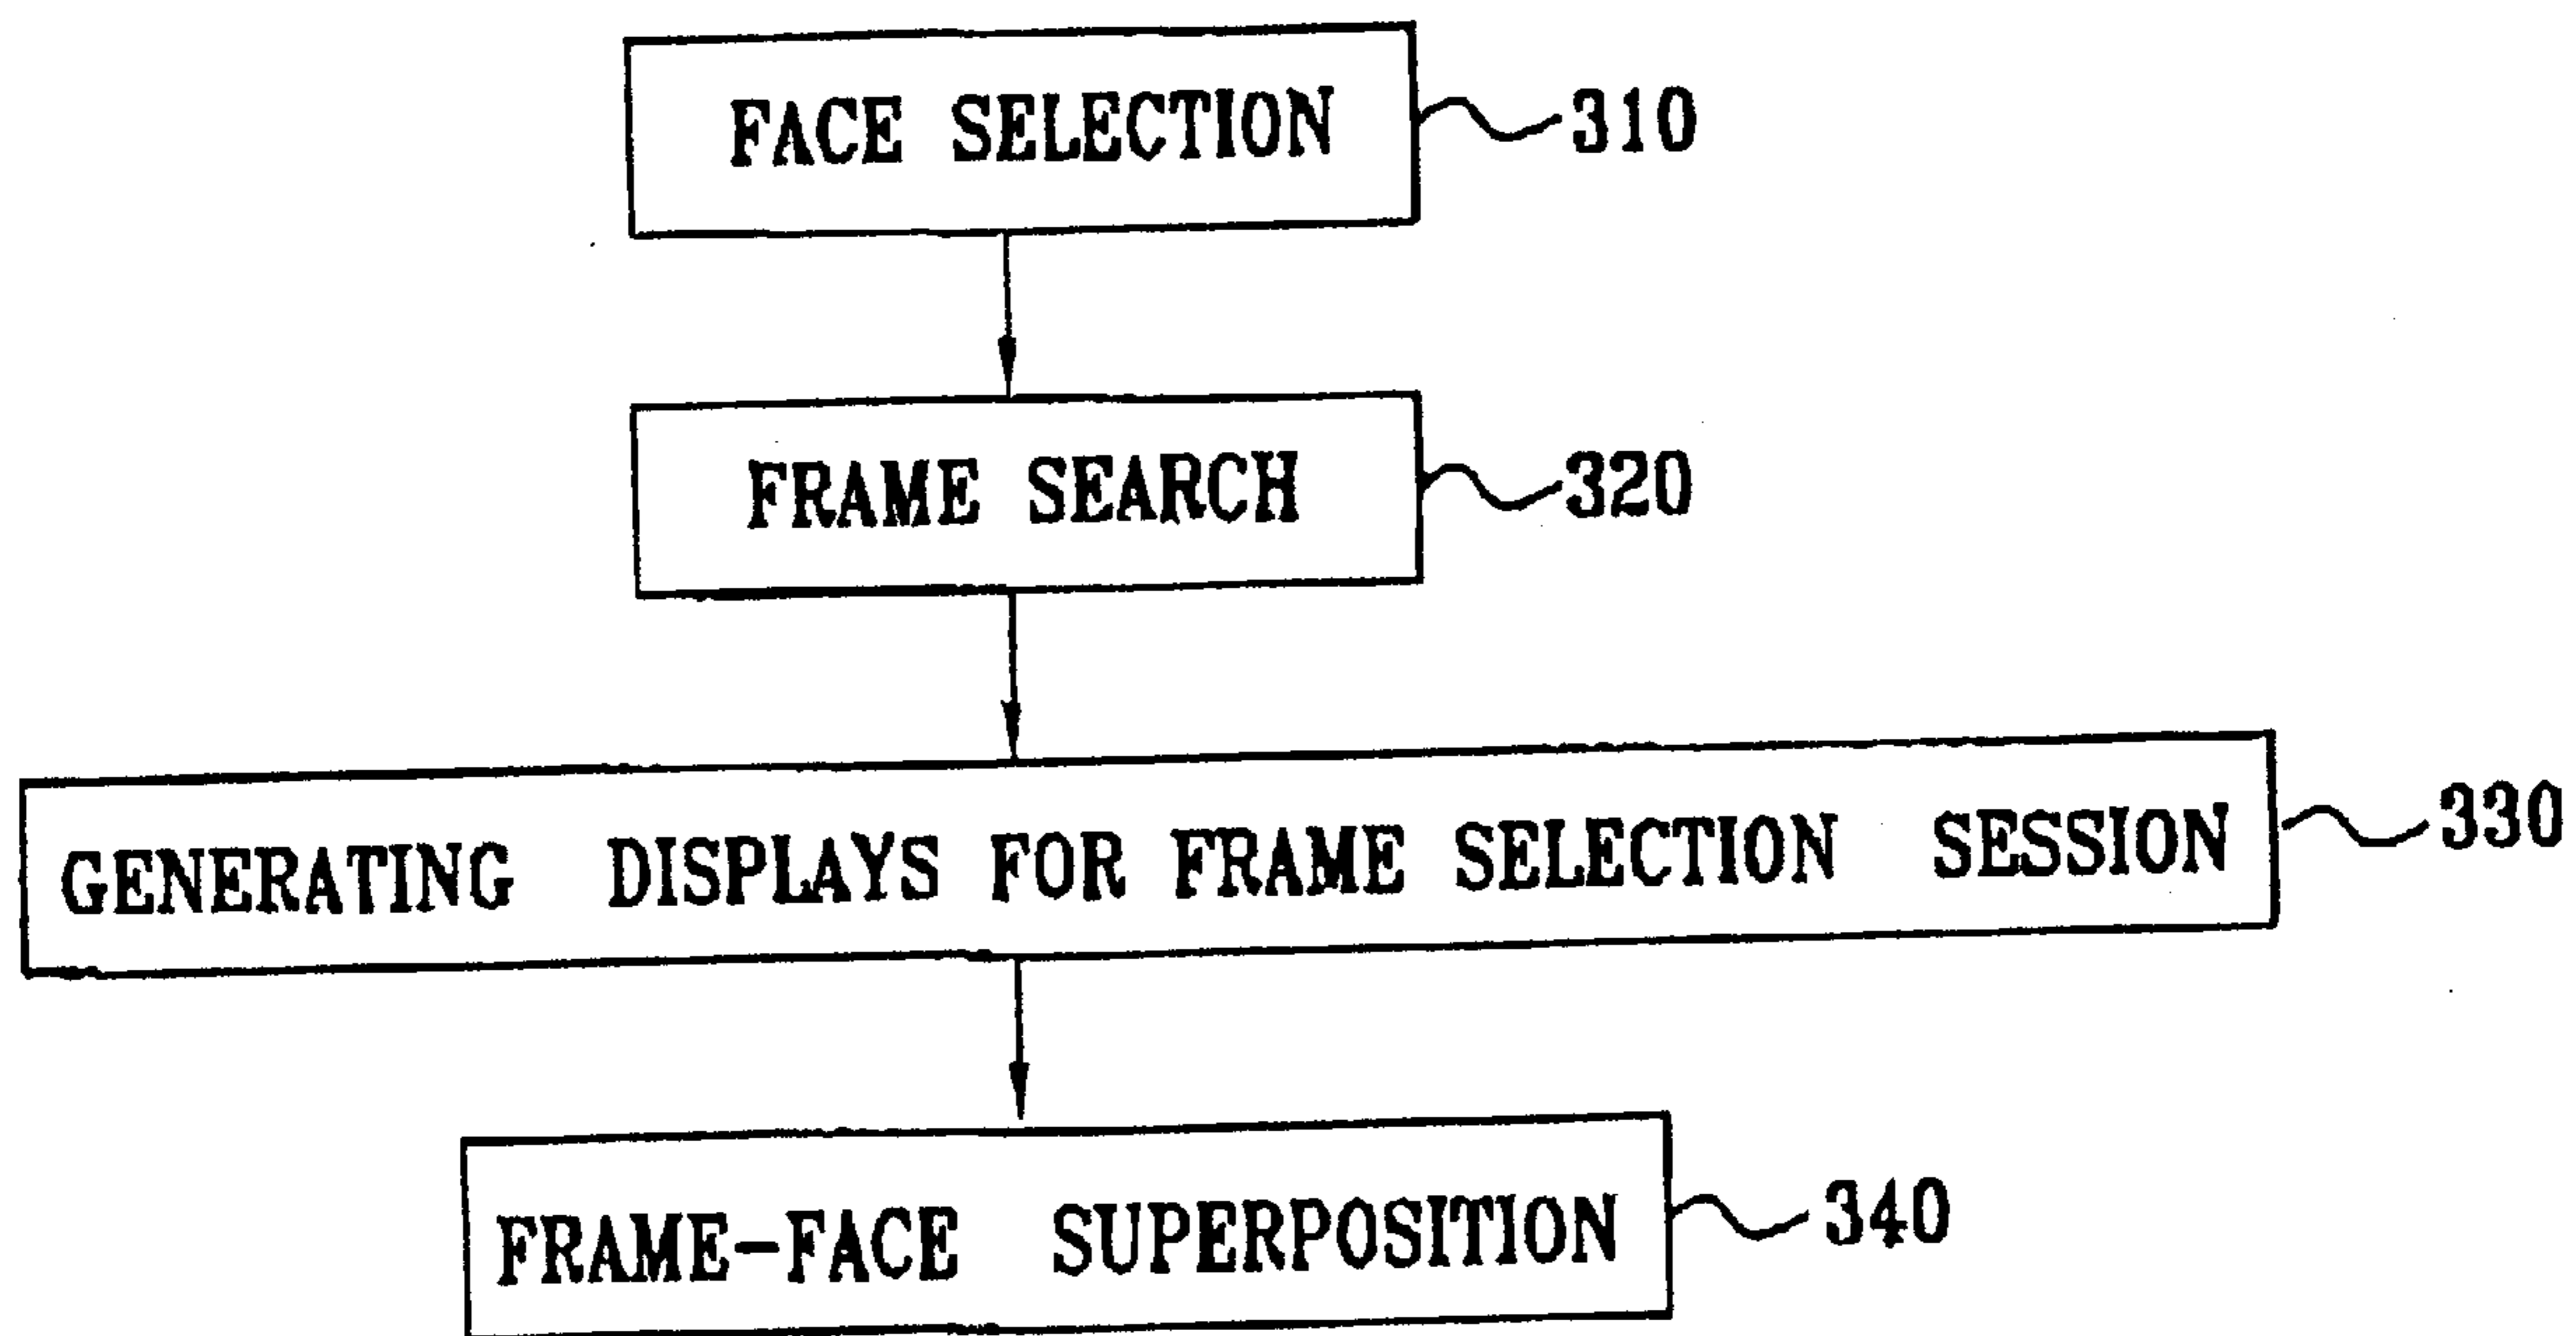 FACE SELECTION 310
FRAME SEARCH 320
GENERATING DISPLAYS FOR FRAME SELECTION SESSION 330
FRAME-FACE SUPERPOSITION 340